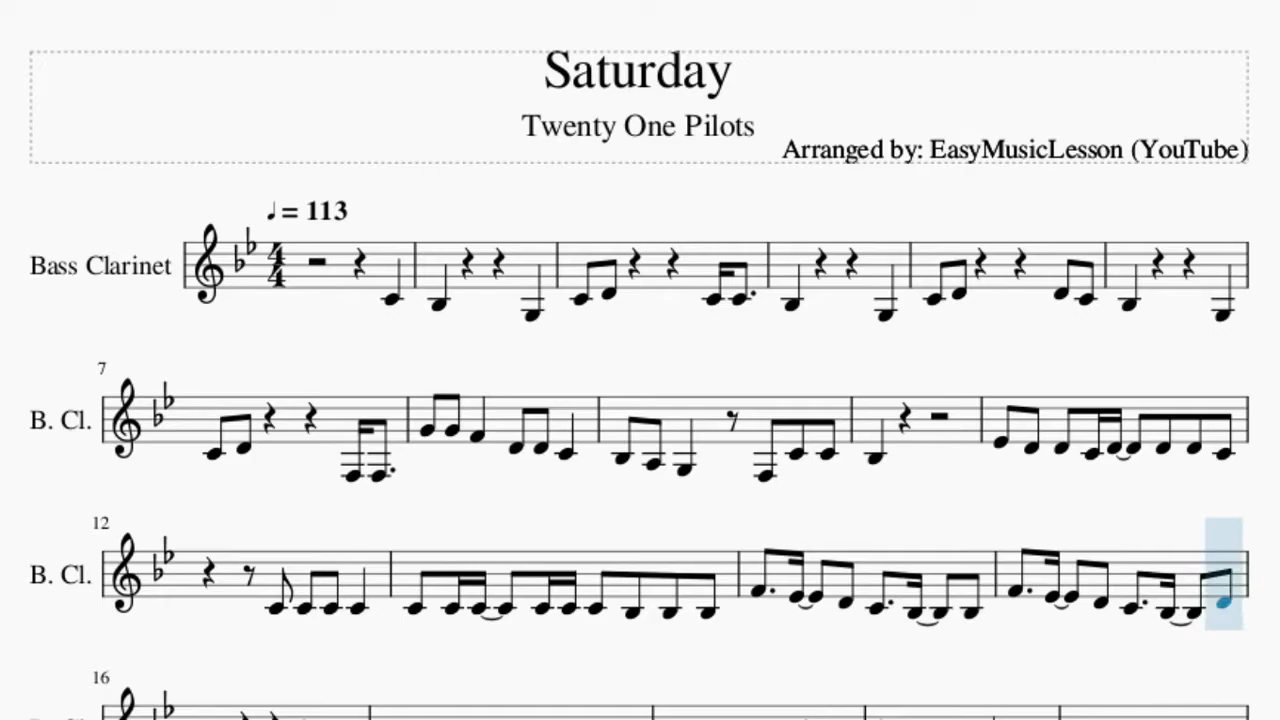 Saturday
Twenty One Pilots
Arranged by: EasyMusicLesson (YouTube)
♩ = 113
Bass Clarinet
4
4
7
B. Cl.
12
B. Cl.
16